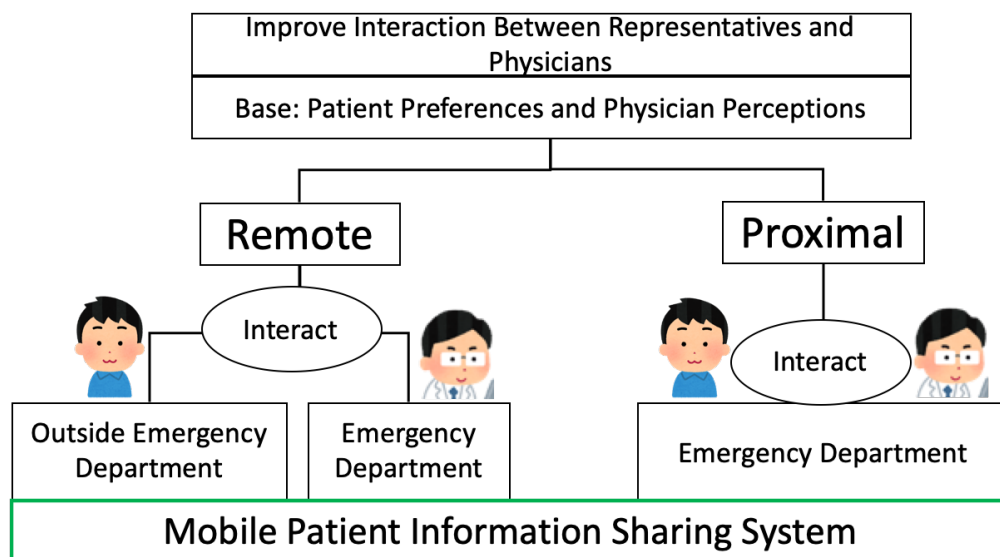 Improve Interaction Between Representatives and
Physicians
Base: Patient Preferences and Physician Perceptions
Remote
Proximal
Interact
Interact
Outside Emergency
Department
Emergency
Department
Emergency Department
Mobile Patient Information Sharing System